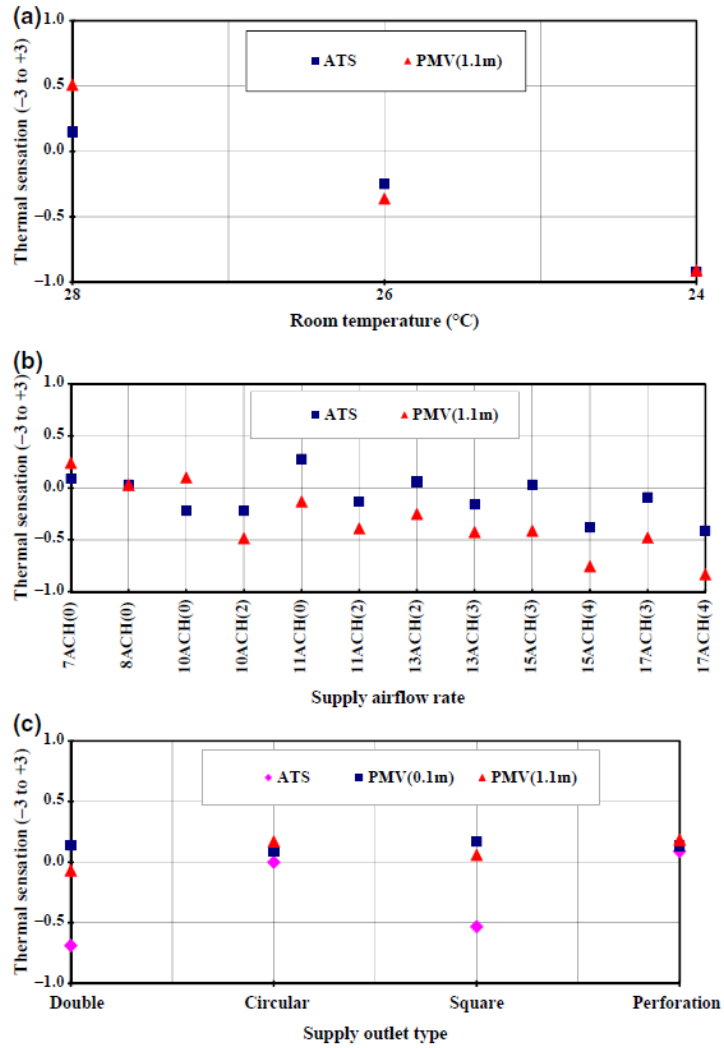 (a)
Thermal sensation (−3 to +3)
1.0
0.5
0.0
−0.5
−1.0
ATS PMV(1.1m)
28 26 24
Room temperature (°C)
(b)
Thermal sensation (−3 to +3)
1.0
0.5
0.0
−0.5
−1.0
ATS PMV(1.1m)
7ACH(0)
8ACH(0)
10ACH(0)
10ACH(2)
11ACH(0)
11ACH(2)
13ACH(2)
13ACH(3)
15ACH(3)
15ACH(4)
17ACH(3)
17ACH(4)
Supply airflow rate
(c)
Thermal sensation (−3 to +3)
1.0
0.5
0.0
−0.5
−1.0
ATS PMV(0.1m) PMV(1.1m)
Double Circular Square Perforation
Supply outlet type